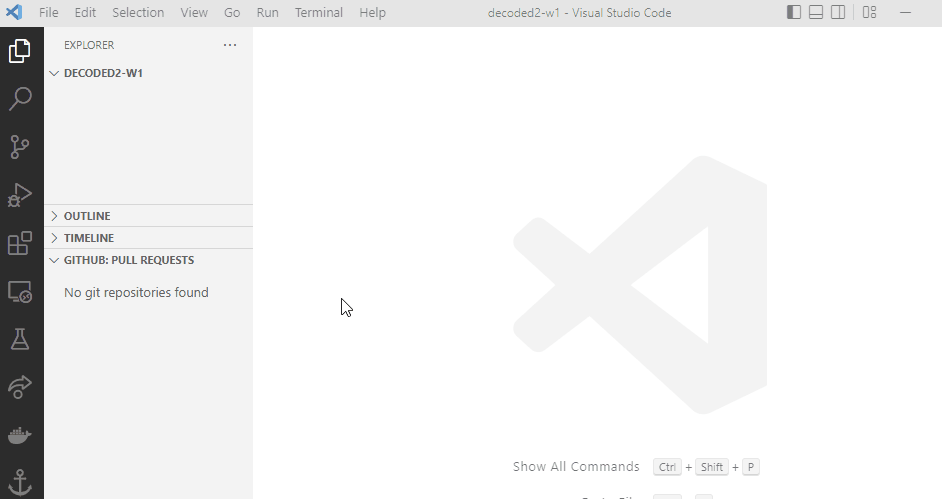 File Edit Selection View Go Run Terminal Help decoded2-w1 - Visual Studio Code
EXPLORER
DECODED2-W1
OUTLINE
TIMELINE
GITHUB: PULL REQUESTS
No git repositories found
Show All Commands Ctrl + Shift + P